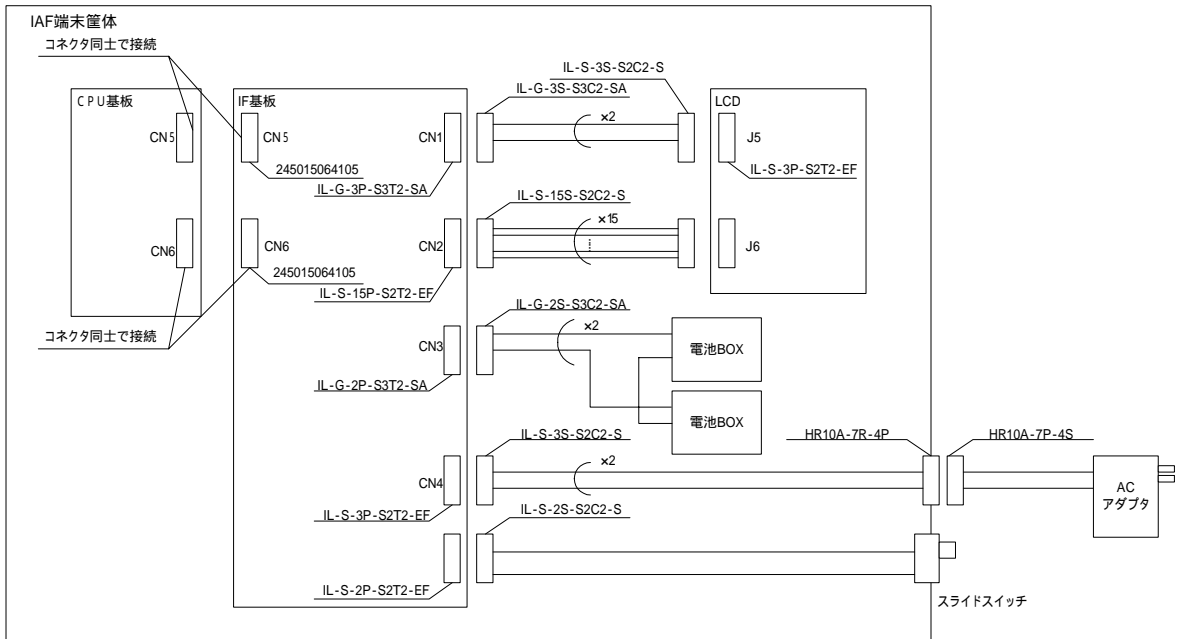 IAF端末筐体
コネクタ同士で接続
CPU基板
CN5
CN6
コネクタ同士で接続
IF基板
CN5
245015064105
CN6
245015064105
CN1
IL-G-3P-S3T2-SA
CN2
IL-S-15P-S2T2-EF
CN3
IL-G-2P-S3T2-SA
CN4
IL-S-3P-S2T2-EF
IL-S-2P-S2T2-EF
IL-S-3S-S2C2-S
IL-G-3S-S3C2-SA
×2
IL-S-15S-S2C2-S
×15
IL-G-2S-S3C2-SA
×2
IL-S-3S-S2C2-S
×2
IL-S-2S-S2C2-S
LCD
J5
IL-S-3P-S2T2-EF
J6
電池BOX
電池BOX
HR10A-7R-4P
HR10A-7P-4S
AC
アダプタ
スライドスイッチ